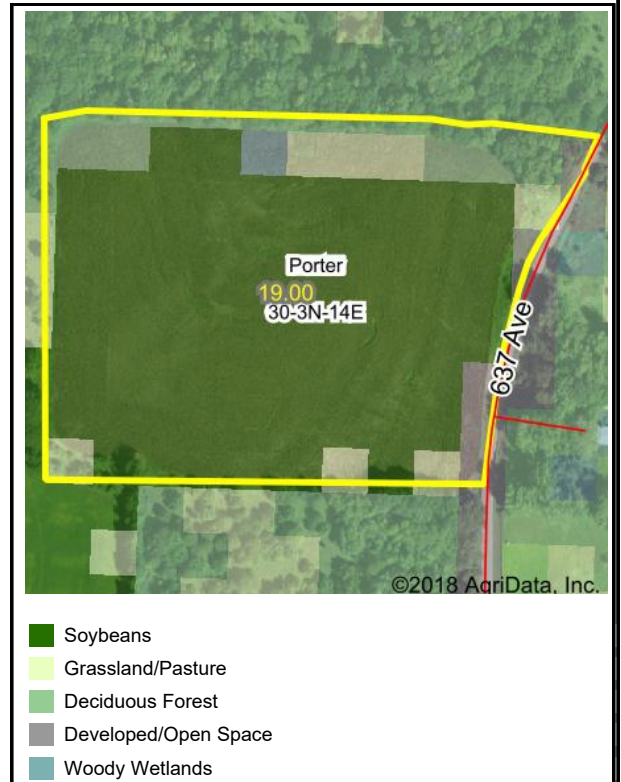 Porter
19.00
30-3N-14E
637 Ave
©2018 AgriData, Inc.
Soybeans
Grassland/Pasture
Deciduous Forest
Developed/Open Space
Woody Wetlands